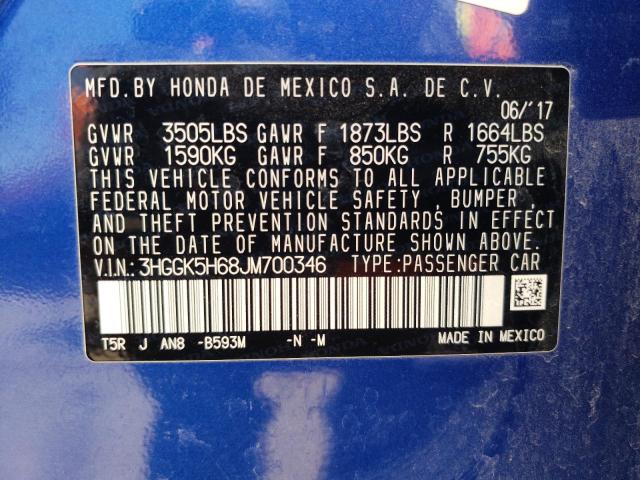 MFD. BY HONDA DE MEXICO S.A. DE C.V.
06/'17
GVWR 3505LBS GAWR F 1873LBS R 1664LBS
GVWR 1590KG GAWR F 850KG R 755KG
THIS VEHICLE CONFORMS TO ALL APPLICABLE
FEDERAL MOTOR VEHICLE SAFETY , BUMPER ,
AND THEFT PREVENTION STANDARDS IN EFFECT
ON THE DATE OF MANUFACTURE SHOWN ABOVE.
V.I.N.: 3HGGK5H68JM700346 TYPE:PASSENGER CAR
T5R J AN8 -B593M -N -M MADE IN MEXICO